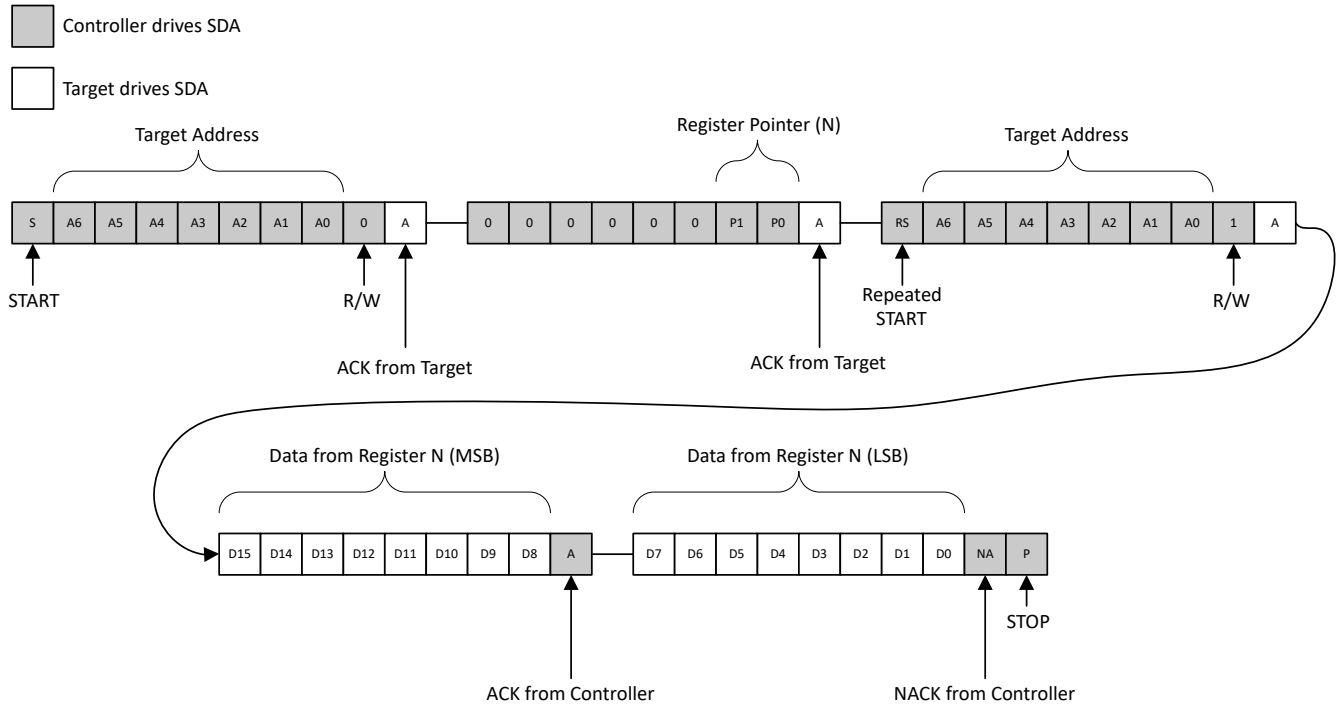 Controller drives SDA
Target drives SDA
Target Address
Register Pointer (N)
Target Address
S A6 A5 A4 A3 A2 A1 A0 0 A 0 0 0 0 0 0 P1 P0 A RS A6 A5 A4 A3 A2 A1 A0 1 A
START
R/W
Repeated
START
R/W
ACK from Target
ACK from Target
Data from Register N (MSB)
Data from Register N (LSB)
D15 D14 D13 D12 D11 D10 D9 D8 A D7 D6 D5 D4 D3 D2 D1 D0 NA P
STOP
ACK from Controller
NACK from Controller